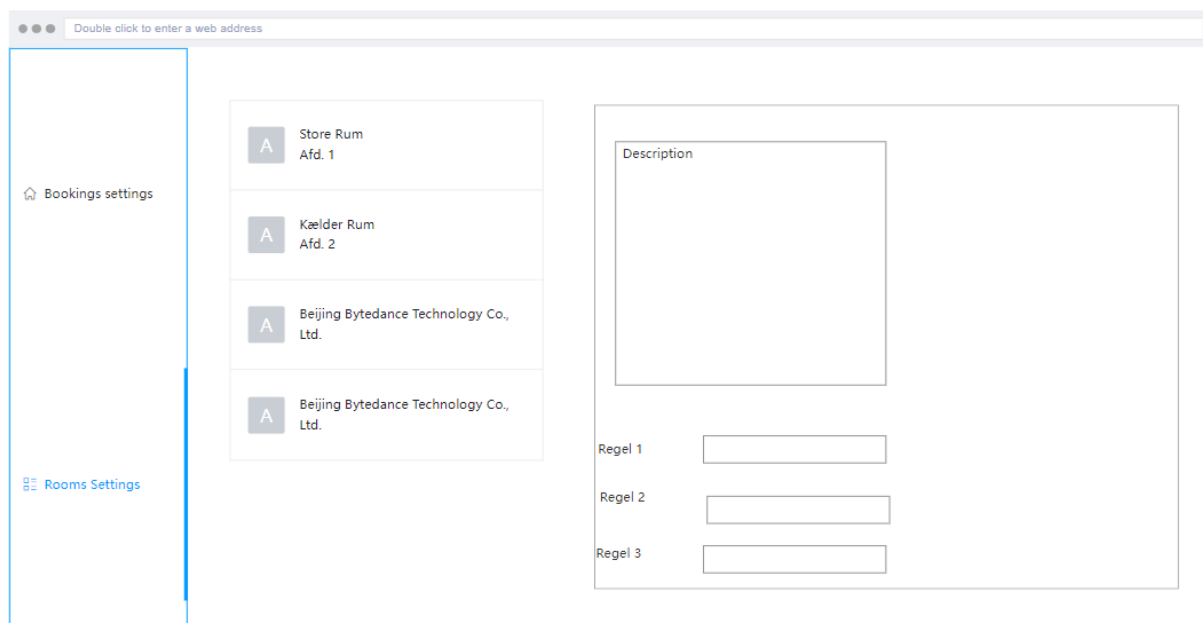 Double click to enter a web address
Bookings settings
Rooms Settings
A
Store Rum
Afd. 1
A
Kælder Rum
Afd. 2
A
Beijing Bytedance Technology Co.,
Ltd.
A
Beijing Bytedance Technology Co.,
Ltd.
Description
Regel 1
Regel 2
Regel 3